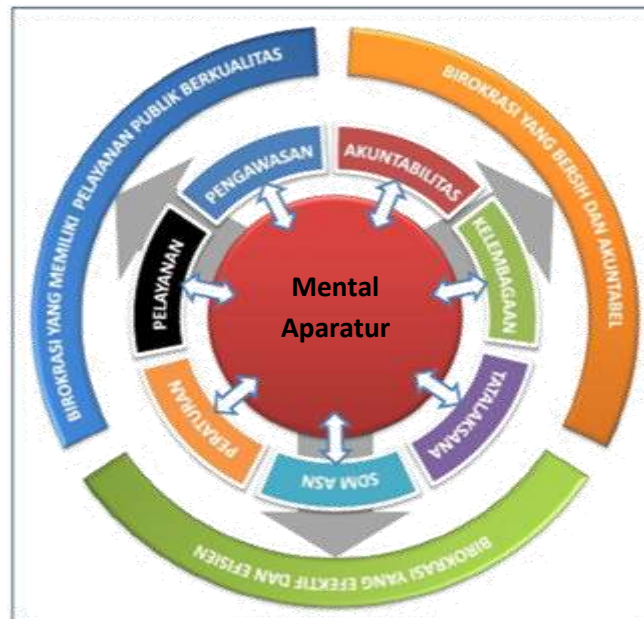 BIROKRASI YANG MEMILIKI PELAYANAN PUBLIK BERKUALITAS
BIROKRASI YANG BERSIH DAN AKUNTABEL
BIROKRASI YANG EFEKTIF DAN EFISIEN
PENGAWASAN
AKUNTABILITAS
KELEMBAGAAN
TATALAKSANA
SDM ASN
PERATURAN
PELAYANAN
Mental
Aparatur